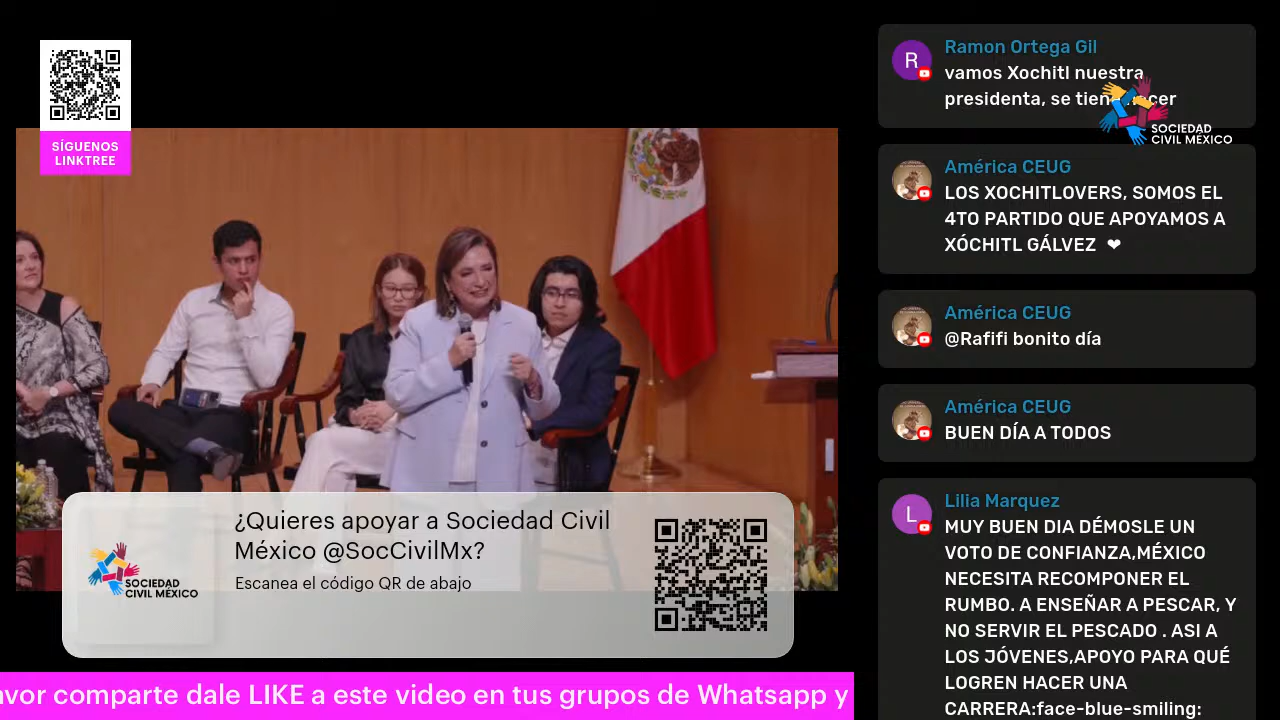 SÍGUENOS
LINKTREE
¿Quieres apoyar a Sociedad Civil
México @SocCivilMx?
Escanea el código QR de abajo
SOCIEDAD
CIVIL MÉXICO
avor comparte dale LIKE a este video en tus grupos de Whatsapp y
R
Ramon Ortega Gil
vamos Xochitl nuestra
presidenta, se
SOCIEDAD
CIVIL MÉXICO
América CEUG
LOS XOCHITLOVERS, SOMOS EL
4TO PARTIDO QUE APOYAMOS A
XÓCHITL GÁLVEZ ❤
América CEUG
@Rafifi bonito día
América CEUG
BUEN DÍA A TODOS
L
Lilia Marquez
MUY BUEN DIA DÉMOSLE UN
VOTO DE CONFIANZA,MÉXICO
NECESITA RECOMPONER EL
RUMBO. A ENSEÑAR A PESCAR, Y
NO SERVIR EL PESCADO . ASI A
LOS JÓVENES,APOYO PARA QUÉ
LOGREN HACER UNA
CARRERA:face-blue-smiling: